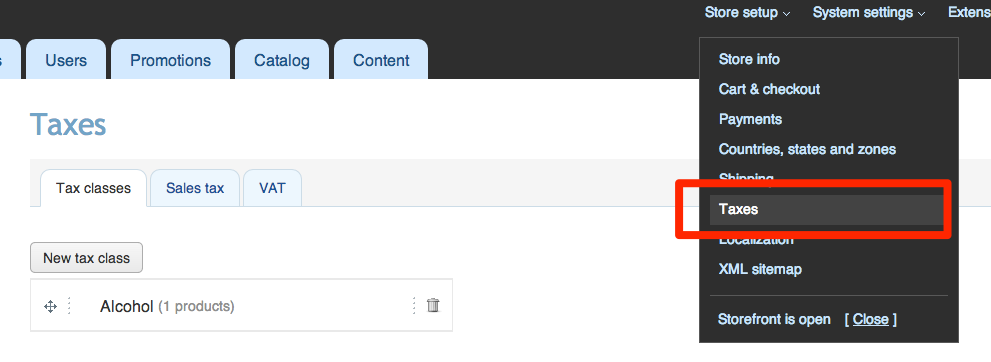 Store setup
System settings
Extens
s
Users
Promotions
Catalog
Content
Store info
Cart & checkout
Payments
Countries, states and zones
Shipping
Taxes
Localization
XML sitemap
Storefront is open [ Close ]
Taxes
Tax classes
Sales tax
VAT
New tax class
Alcohol (1 products)